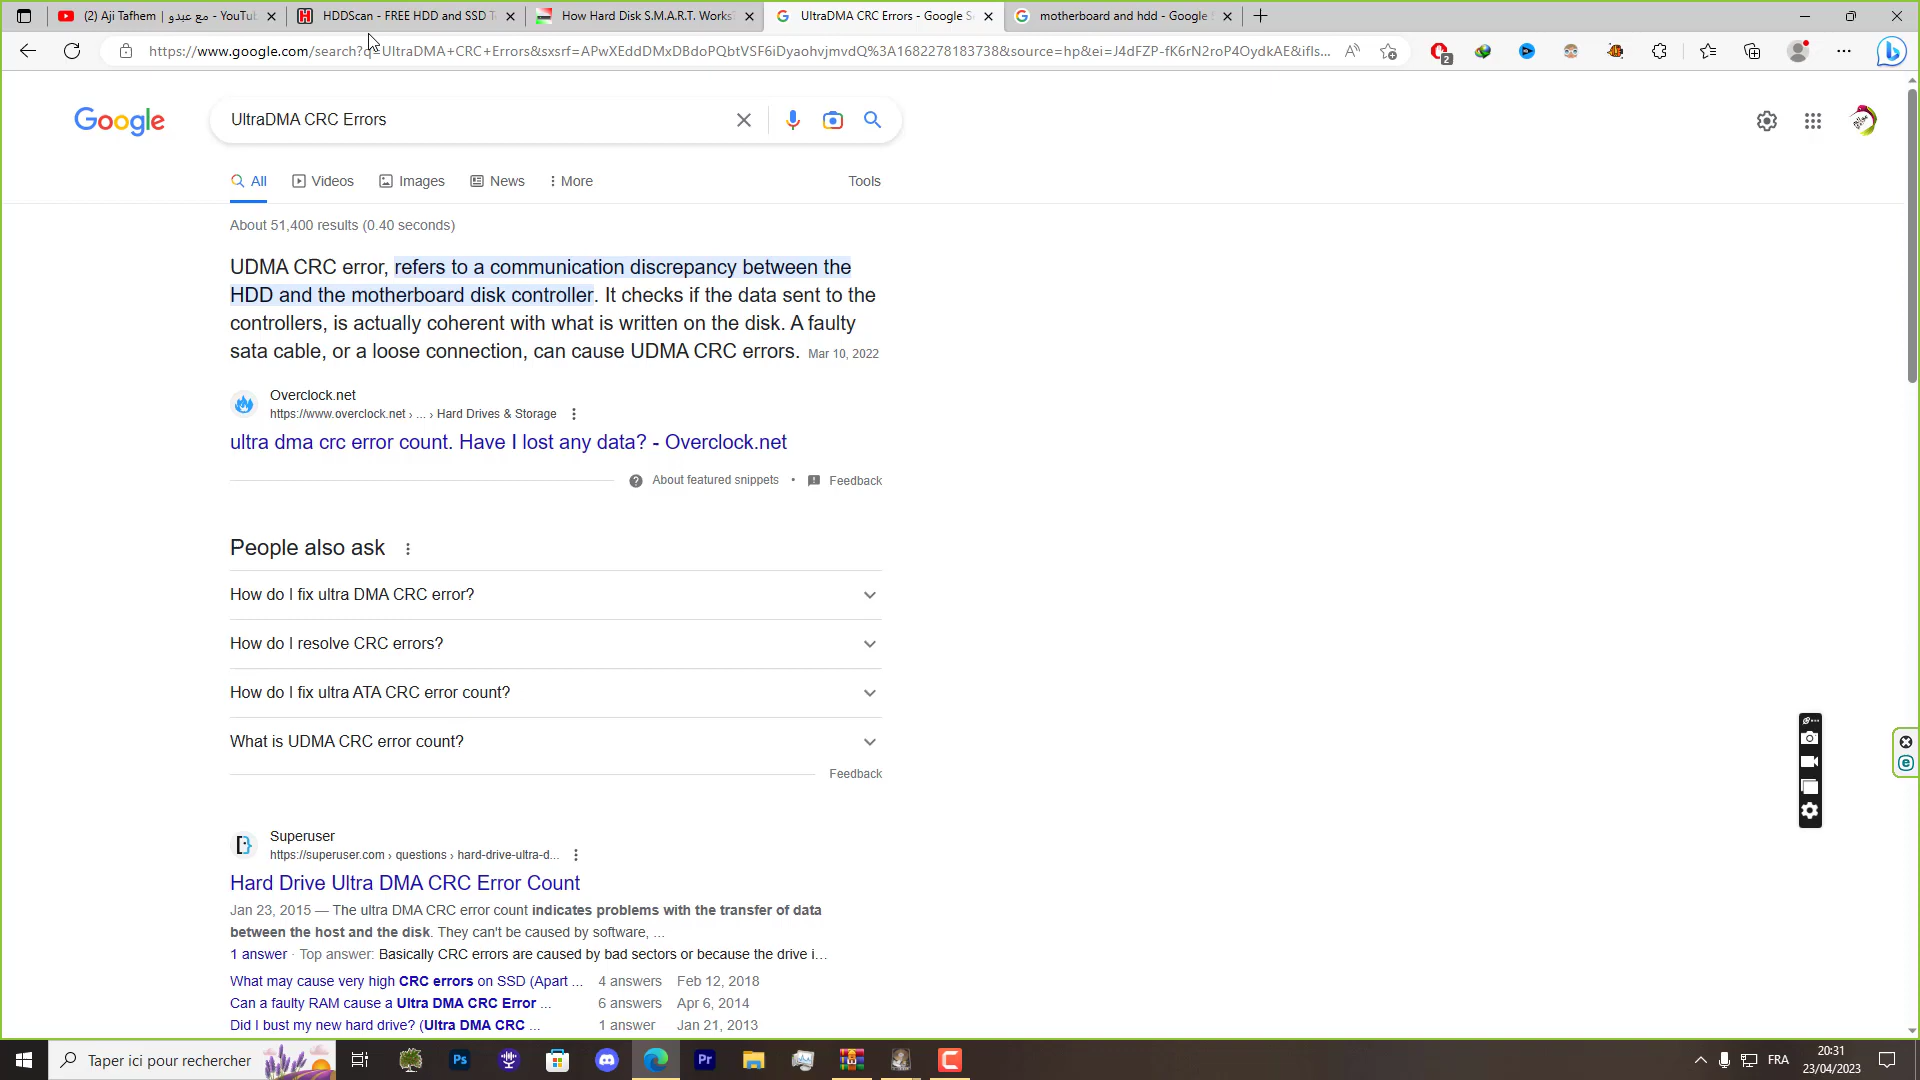 (2) Aji Tafhem | مع عبدو - YouTub
HDDScan - FREE HDD and SSD T
How Hard Disk S.M.A.R.T. Works?
UltraDMA CRC Errors - Google S
motherboard and hdd - Google
https://www.google.com/search?q=UltraDMA+CRC+Errors&sxsrf=APwXEddDMxDBdoPQbtVSF6iDyaohvjmvdQ%3A1682278183738&source=hp&ei=J4dFZP-fK6rN2roP4OydkAE&ifls...
2
Google
UltraDMA CRC Errors
All
Videos
Images
News
More
Tools
About 51,400 results (0.40 seconds)
UDMA CRC error, refers to a communication discrepancy between the
HDD and the motherboard disk controller. It checks if the data sent to the
controllers, is actually coherent with what is written on the disk. A faulty
sata cable, or a loose connection, can cause UDMA CRC errors. Mar 10, 2022
Overclock.net
https://www.overclock.net › ... › Hard Drives & Storage
ultra dma crc error count. Have I lost any data? - Overclock.net
About featured snippets • Feedback
People also ask
How do I fix ultra DMA CRC error?
How do I resolve CRC errors?
How do I fix ultra ATA CRC error count?
What is UDMA CRC error count?
Feedback
Superuser
https://superuser.com › questions › hard-drive-ultra-d...
Hard Drive Ultra DMA CRC Error Count
Jan 23, 2015 — The ultra DMA CRC error count indicates problems with the transfer of data
between the host and the disk. They can't be caused by software, ...
1 answer · Top answer: Basically CRC errors are caused by bad sectors or because the drive i…
What may cause very high CRC errors on SSD (Apart ... 4 answers Feb 12, 2018
Can a faulty RAM cause a Ultra DMA CRC Error ... 6 answers Apr 6, 2014
Did I bust my new hard drive? (Ultra DMA CRC ... 1 answer Jan 21, 2013
Taper ici pour rechercher
Ps
Pr
FRA
20:31
23/04/2023